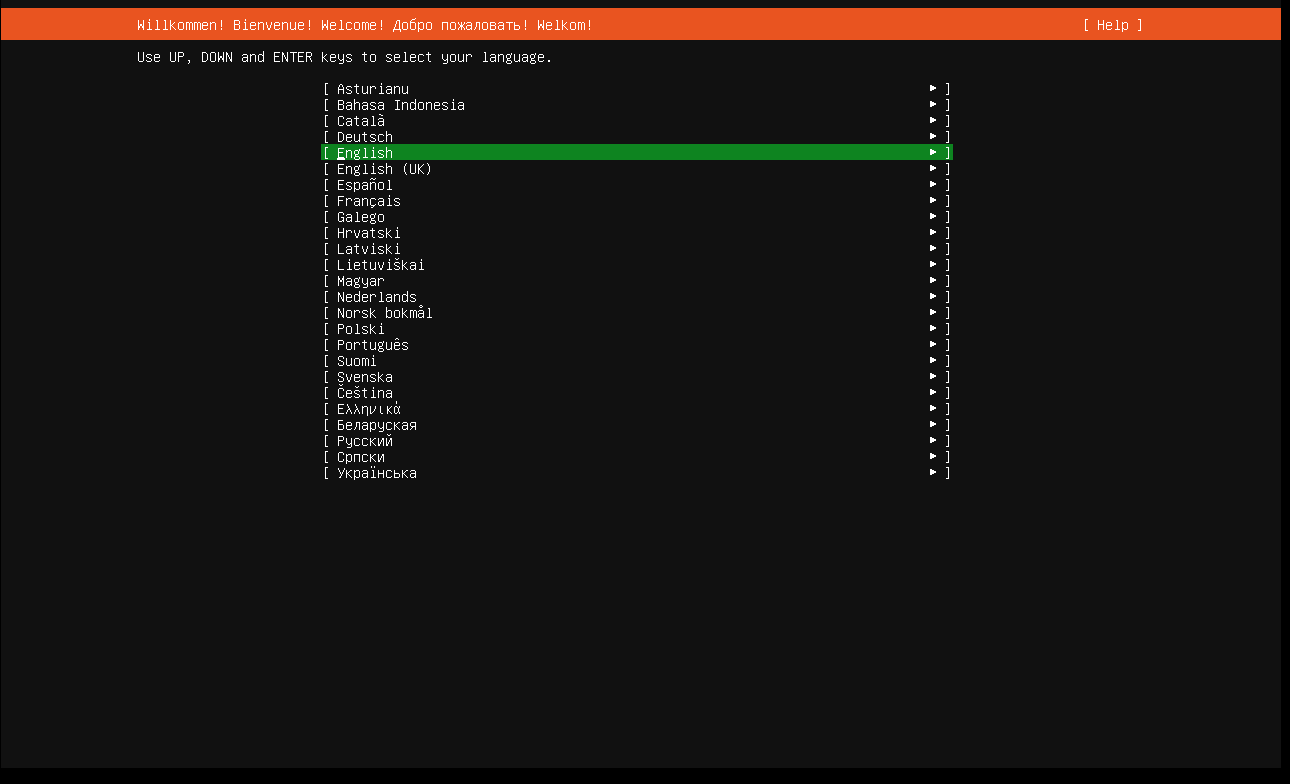 Willkommen! Bienvenue! Welcome! Добро пожаловать! Welkom! [ Help ]
Use UP, DOWN and ENTER keys to select your language.
[ Asturianu ▸ ]
[ Bahasa Indonesia ▸ ]
[ Català ▸ ]
[ Deutsch ▸ ]
[ English ▸ ]
[ English (UK) ▸ ]
[ Español ▸ ]
[ Français ▸ ]
[ Galego ▸ ]
[ Hrvatski ▸ ]
[ Latviski ▸ ]
[ Lietuviškai ▸ ]
[ Magyar ▸ ]
[ Nederlands ▸ ]
[ Norsk bokmål ▸ ]
[ Polski ▸ ]
[ Português ▸ ]
[ Suomi ▸ ]
[ Svenska ▸ ]
[ Čeština ▸ ]
[ Ελληνικά ▸ ]
[ Беларуская ▸ ]
[ Русский ▸ ]
[ Српски ▸ ]
[ Українська ▸ ]